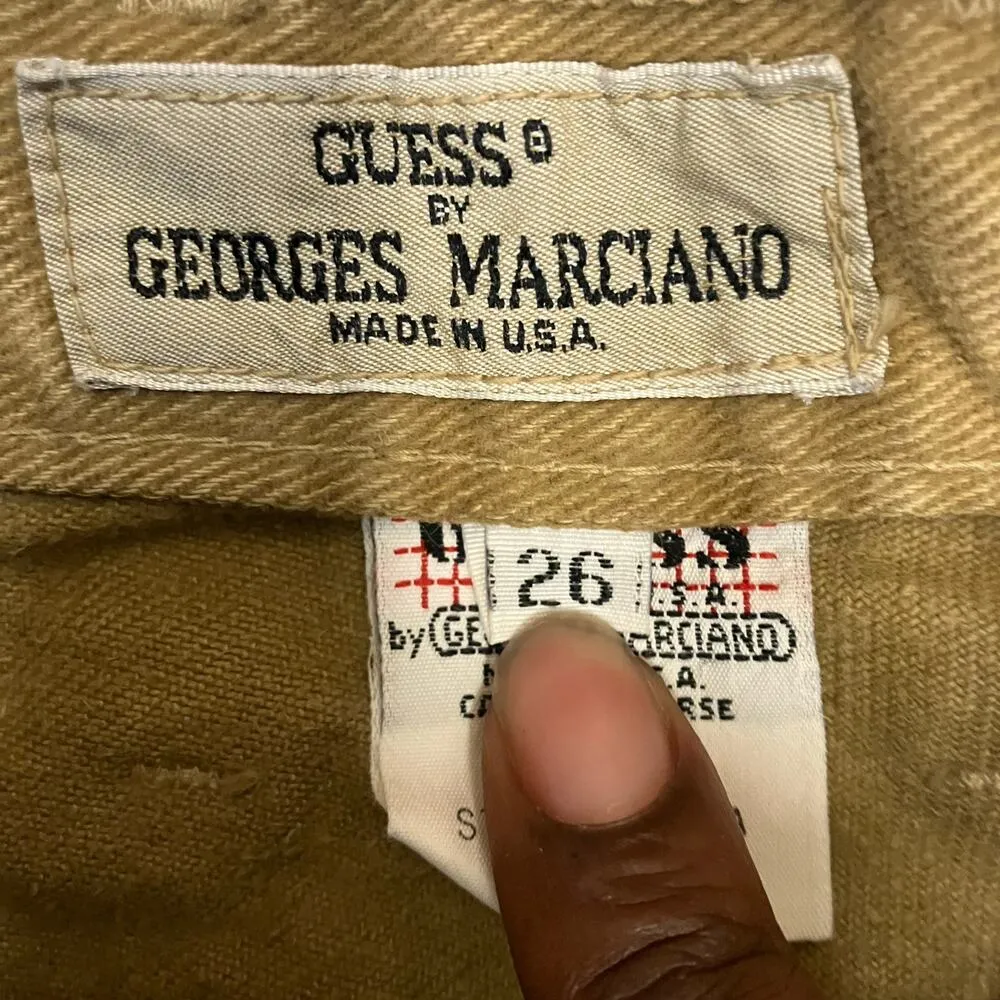 GUESS®
BY
GEORGES MARCIANO
MADE IN U.S.A.
26
S.A.
by
A.